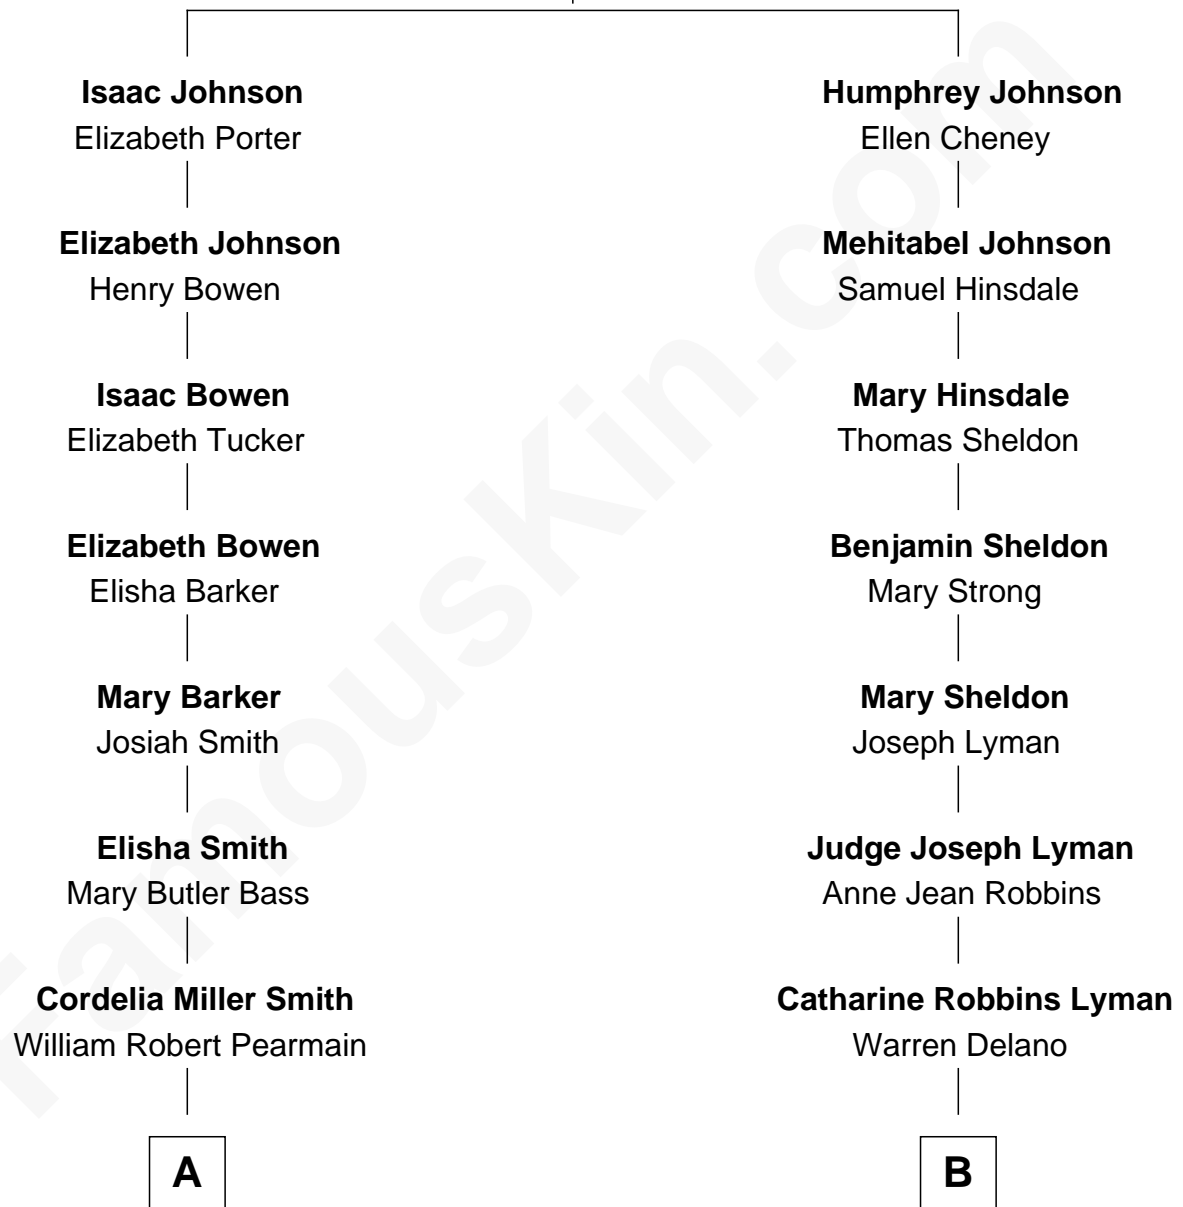 Isaac Johnson
Elizabeth Porter
Elizabeth Johnson
Henry Bowen
Isaac Bowen
Elizabeth Tucker
Elizabeth Bowen
Elisha Barker
Mary Barker
Josiah Smith
Elisha Smith
Mary Butler Bass
Cordelia Miller Smith
William Robert Pearmain
A
Humphrey Johnson
Ellen Cheney
Mehitabel Johnson
Samuel Hinsdale
Mary Hinsdale
Thomas Sheldon
Benjamin Sheldon
Mary Strong
Mary Sheldon
Joseph Lyman
Judge Joseph Lyman
Anne Jean Robbins
Catharine Robbins Lyman
Warren Delano
B
FamousKin.com